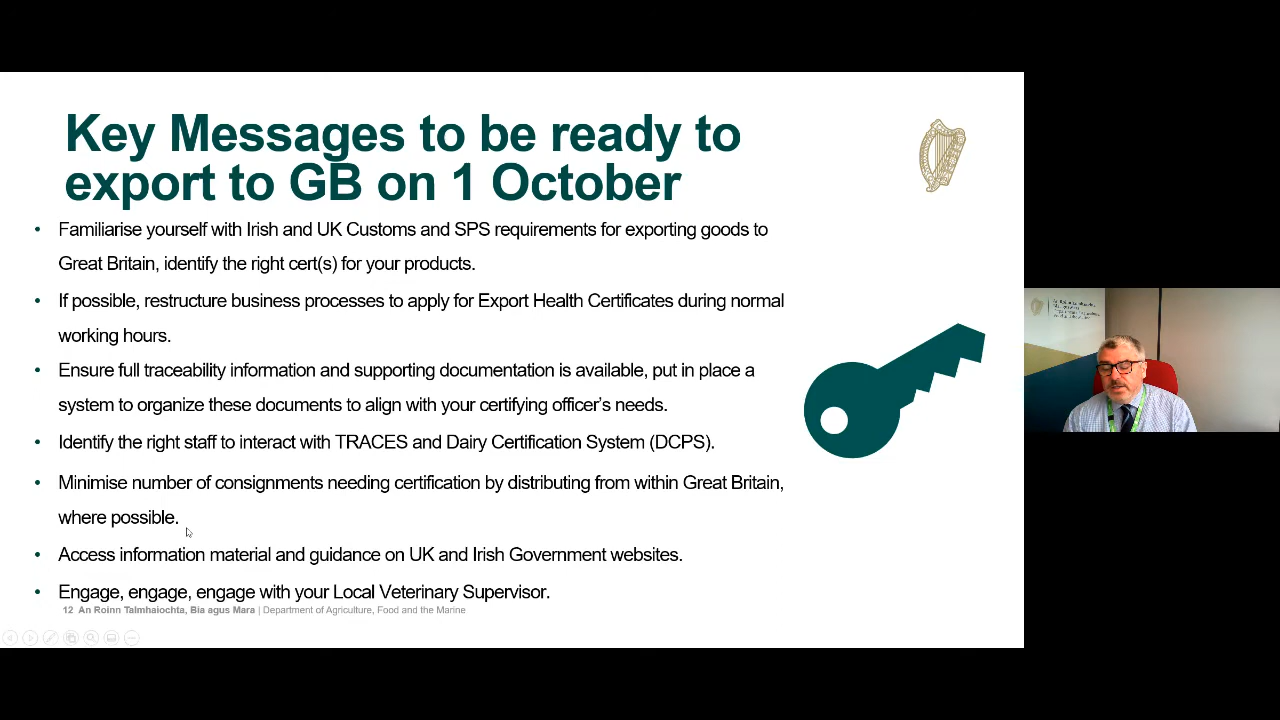 Key Messages to be ready to
export to GB on 1 October
• Familiarise yourself with Irish and UK Customs and SPS requirements for exporting goods to
Great Britain, identify the right cert(s) for your products.
• If possible, restructure business processes to apply for Export Health Certificates during normal
working hours.
• Ensure full traceability information and supporting documentation is available, put in place a
system to organize these documents to align with your certifying officer's needs.
• Identify the right staff to interact with TRACES and Dairy Certification System (DCPS).
• Minimise number of consignments needing certification by distributing from within Great Britain,
where possible.
• Access information material and guidance on UK and Irish Government websites.
• Engage, engage, engage with your Local Veterinary Supervisor.
12 An Roinn Talmhaíochta, Bia agus Mara | Department of Agriculture, Food and the Marine